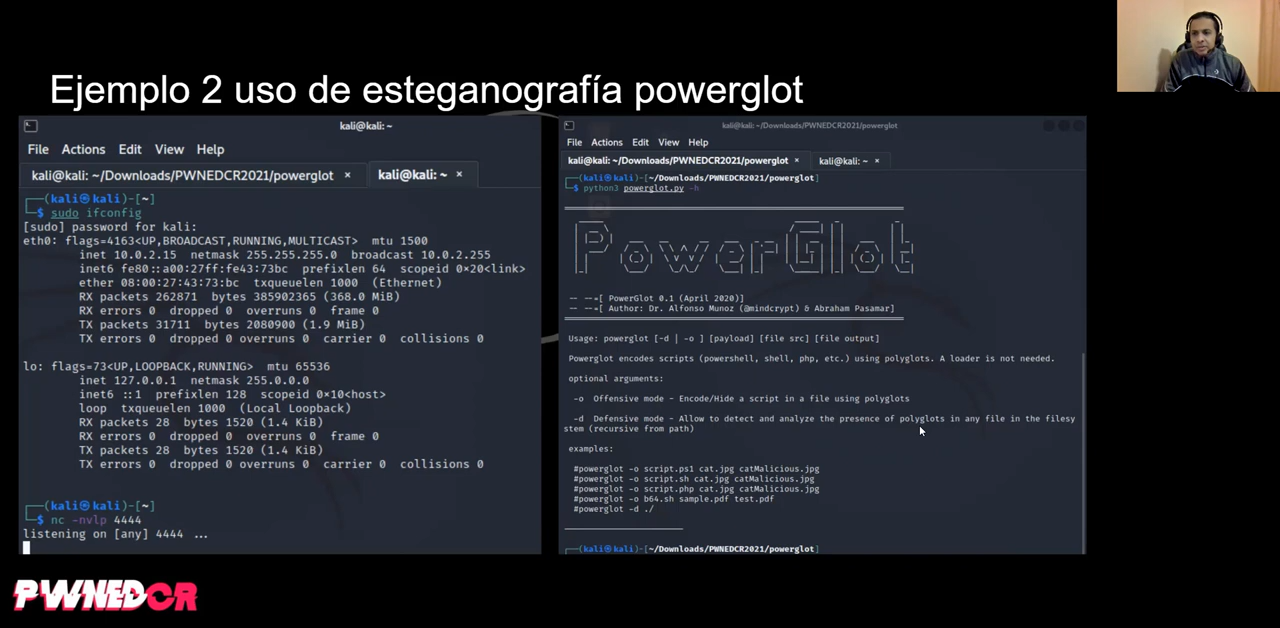 Ejemplo 2 uso de esteganografía powerglot
kali@kali: ~
File Actions Edit View Help
kali@kali: ~/Downloads/PWNEDCR2021/powerglot × kali@kali: ~ ×
┌──(kali㉿kali)-[~]
└─$ sudo ifconfig
[sudo] password for kali:
eth0: flags=4163<UP,BROADCAST,RUNNING,MULTICAST>  mtu 1500
        inet 10.0.2.15  netmask 255.255.255.0  broadcast 10.0.2.255
        inet6 fe80::a00:27ff:fe43:73bc  prefixlen 64  scopeid 0×20<link>
        ether 08:00:27:43:73:bc  txqueuelen 1000  (Ethernet)
        RX packets 262871  bytes 385902365 (368.0 MiB)
        RX errors 0  dropped 0  overruns 0  frame 0
        TX packets 31711  bytes 2080900 (1.9 MiB)
        TX errors 0  dropped 0 overruns 0  carrier 0  collisions 0
lo: flags=73<UP,LOOPBACK,RUNNING>  mtu 65536
        inet 127.0.0.1  netmask 255.0.0.0
        inet6 ::1  prefixlen 128  scopeid 0×10<host>
        loop  txqueuelen 1000  (Local Loopback)
        RX packets 28  bytes 1520 (1.4 KiB)
        RX errors 0  dropped 0  overruns 0  frame 0
        TX packets 28  bytes 1520 (1.4 KiB)
        TX errors 0  dropped 0 overruns 0  carrier 0  collisions 0
┌──(kali㉿kali)-[~]
└─$ nc -nvlp 4444
listening on [any] 4444 ...
kali@kali: ~/Downloads/PWNEDCR2021/powerglot
File Actions Edit View Help
kali@kali: ~/Downloads/PWNEDCR2021/powerglot × kali@kali: ~ ×
┌──(kali㉿kali)-[~/Downloads/PWNEDCR2021/powerglot]
└─$ python3 powerglot.py -h
PowerGlot
-- --=[ PowerGlot 0.1 (April 2020)]
-- --=[ Author: Dr. Alfonso Munoz (@mindcrypt) & Abraham Pasamar]
Usage: powerglot [-d | -o ] [payload] [file src] [file output]
Powerglot encodes scripts (powershell, shell, php, etc.) using polyglots. A loader is not needed.
optional arguments:
-o  Offensive mode - Encode/Hide a script in a file using polyglots
-d  Defensive mode - Allow to detect and analyze the presence of polyglots in any file in the filesy
stem (recursive from path)
examples:
#powerglot -o script.ps1 cat.jpg catMalicious.jpg
#powerglot -o script.sh cat.jpg catMalicious.jpg
#powerglot -o script.php cat.jpg catMalicious.jpg
#powerglot -o b64.sh sample.pdf test.pdf
#powerglot -d ./
┌──(kali㉿kali)-[~/Downloads/PWNEDCR2021/powerglot]
PWNEDCR